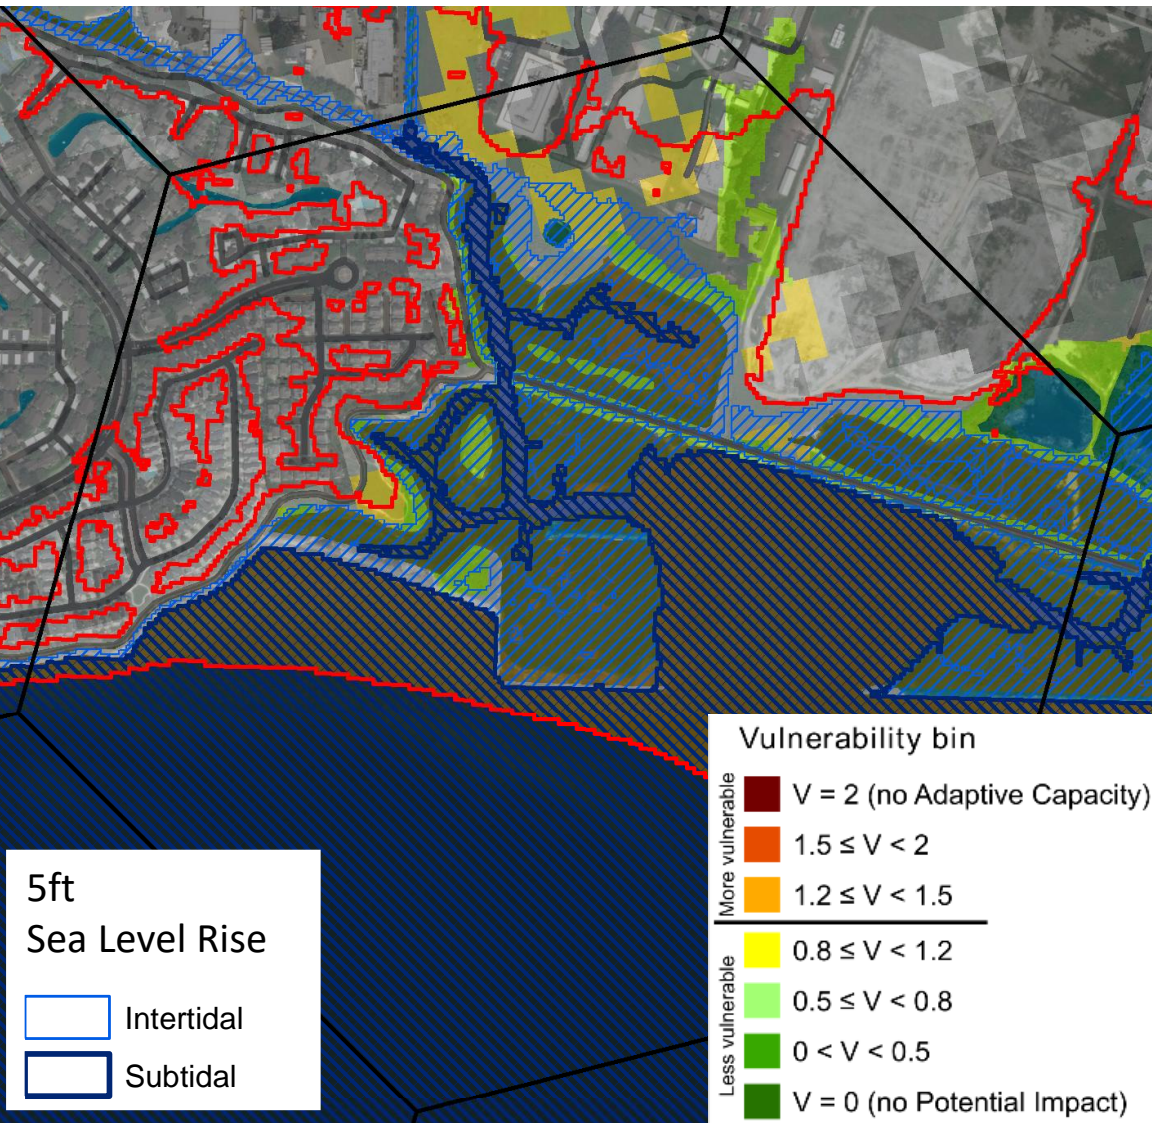 Vulnerability bin
More vulnerable
V = 2 (no Adaptive Capacity)
1.5 ≤ V < 2
1.2 ≤ V < 1.5
Less vulnerable
0.8 ≤ V < 1.2
0.5 ≤ V < 0.8
0 < V < 0.5
V = 0 (no Potential Impact)
5ft
Sea Level Rise
Intertidal
Subtidal